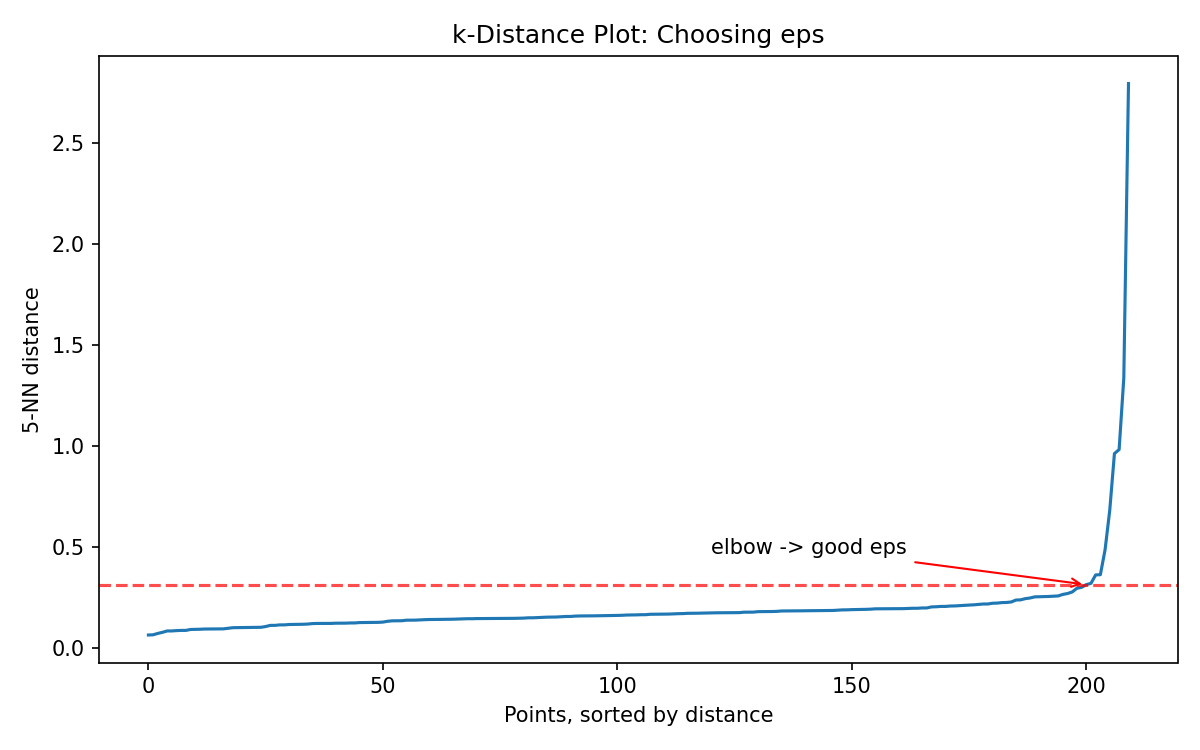 k-Distance Plot: Choosing eps
2.5
2.0
1.5
1.0
0.5
0.0
5-NN distance
elbow -> good eps
0
50
100
150
200
Points, sorted by distance